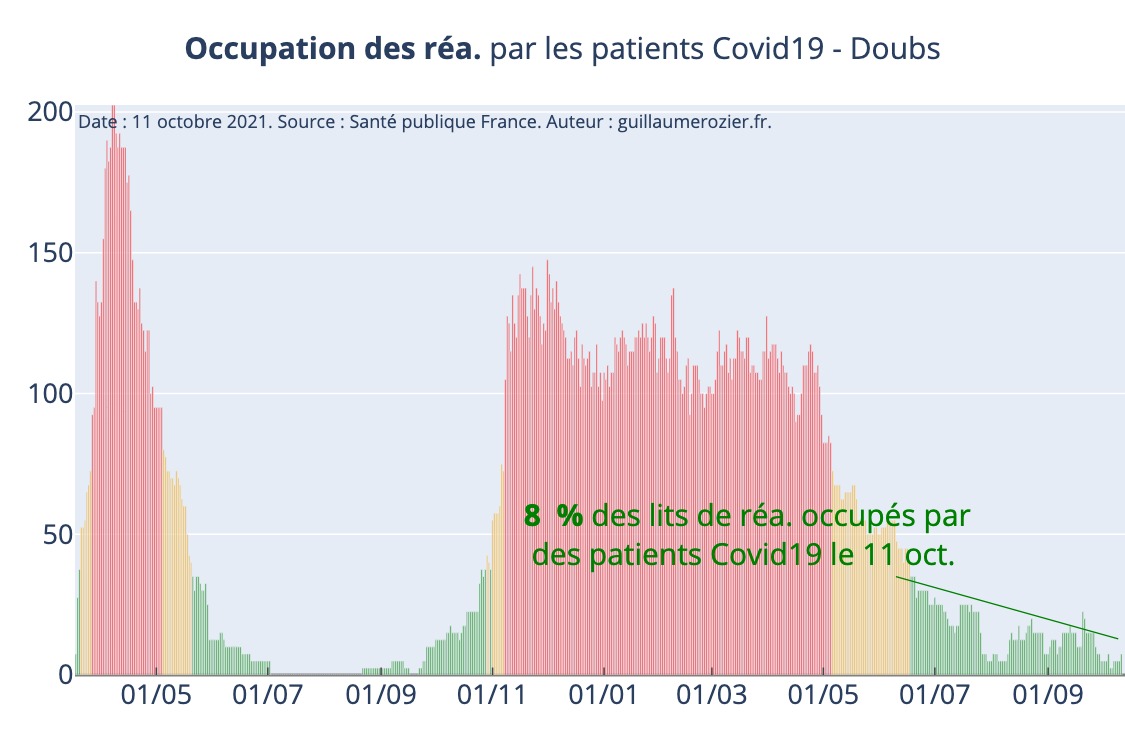 Occupation des réa. par les patients Covid19 - Doubs
200
Date : 11 octobre 2021. Source : Santé publique France. Auteur : guillaumerozier.fr.
150
100
8 % des lits de réa. occupés par
des patients Covid19 le 11 oct.
50
0
01/05 01/07 01/09 01/11 01/01 01/03 01/05 01/07 01/09